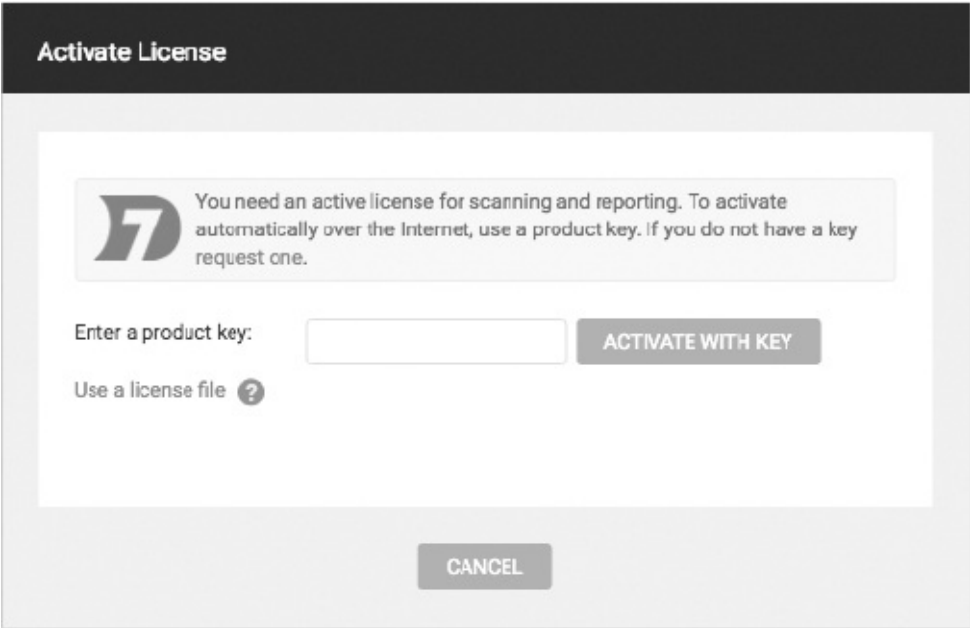 Activate License
You need an active license for scanning and reporting. To activate
automatically over the Internet, use a product key. If you do not have a key
request one.
Enter a product key:
ACTIVATE WITH KEY
Use a license file ?
CANCEL